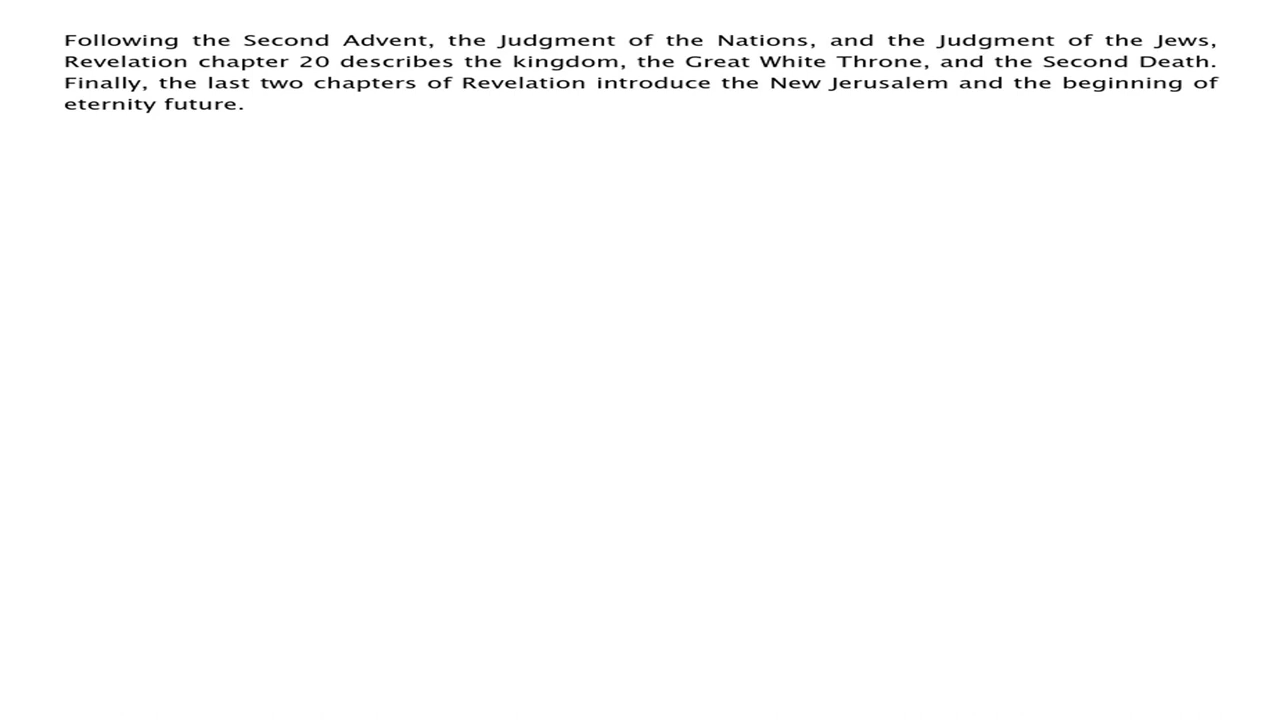 Following the Second Advent, the Judgment of the Nations, and the Judgment of the Jews,
Revelation chapter 20 describes the kingdom, the Great White Throne, and the Second Death.
Finally, the last two chapters of Revelation introduce the New Jerusalem and the beginning of
eternity future.